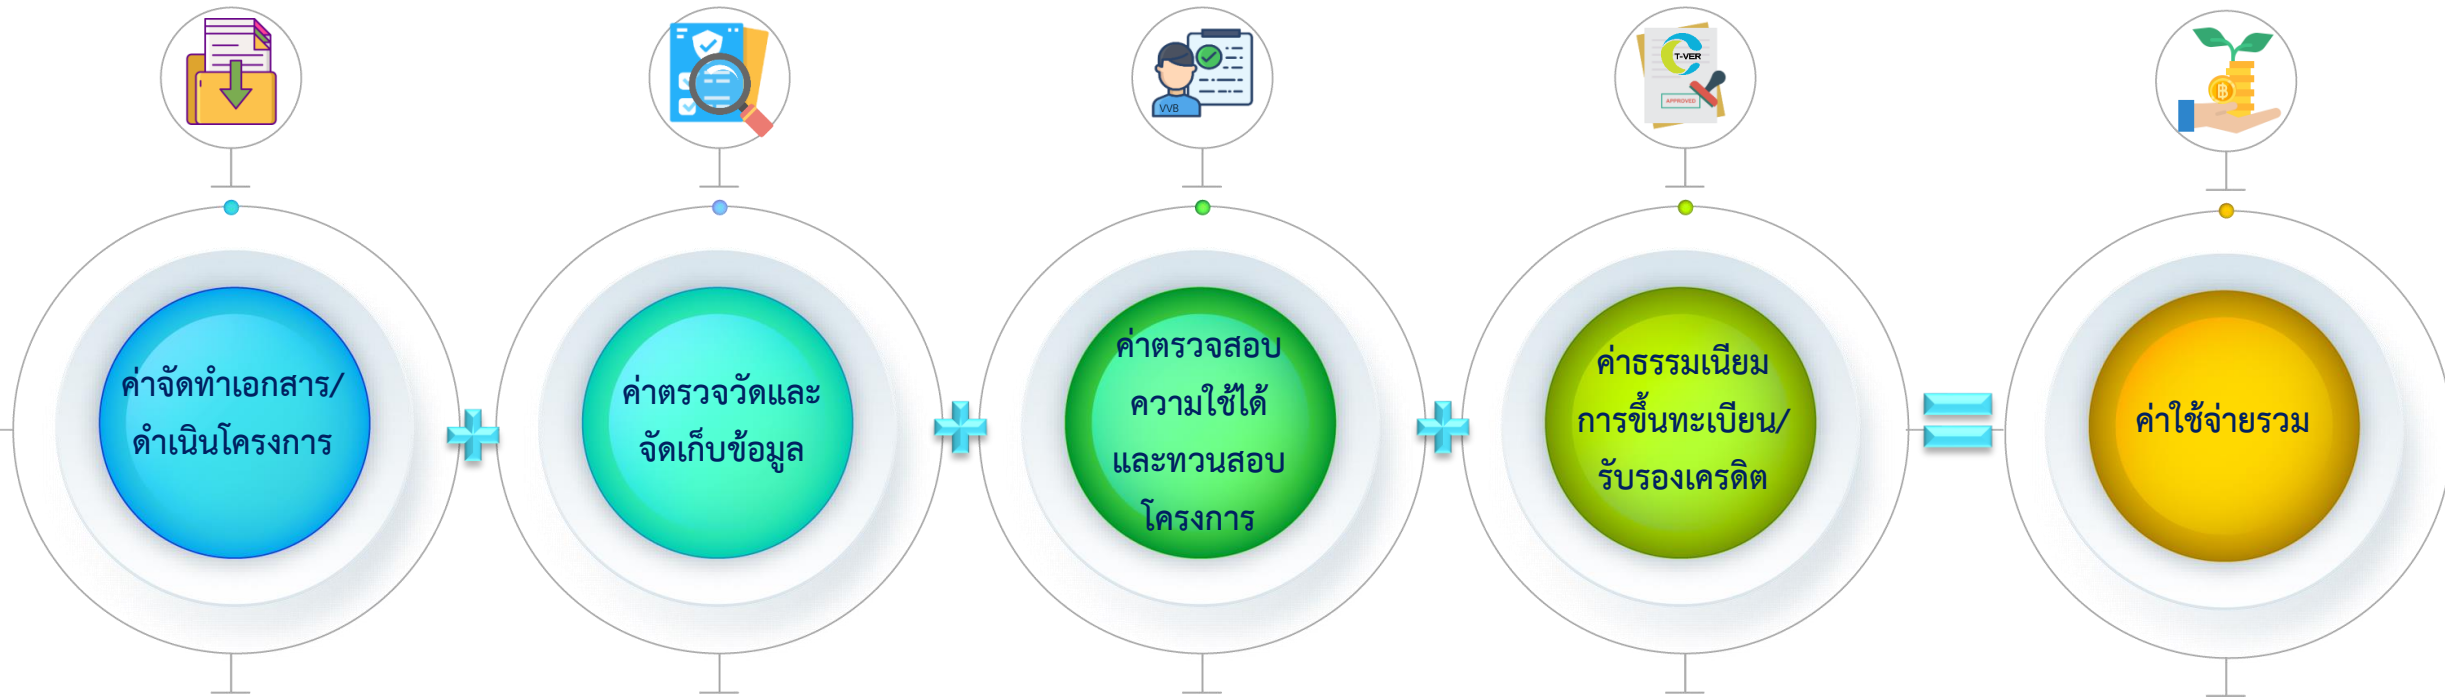 VVB
T-VER
APPROVED
ค่าจัดทำเอกสาร/
ดำเนินโครงการ
ค่าตรวจวัดและ
จัดเก็บข้อมูล
ค่าตรวจสอบ
ความใช้ได้
และทวนสอบ
โครงการ
ค่าธรรมเนียม
การขึ้นทะเบียน/
รับรองเครดิต
ค่าใช้จ่ายรวม